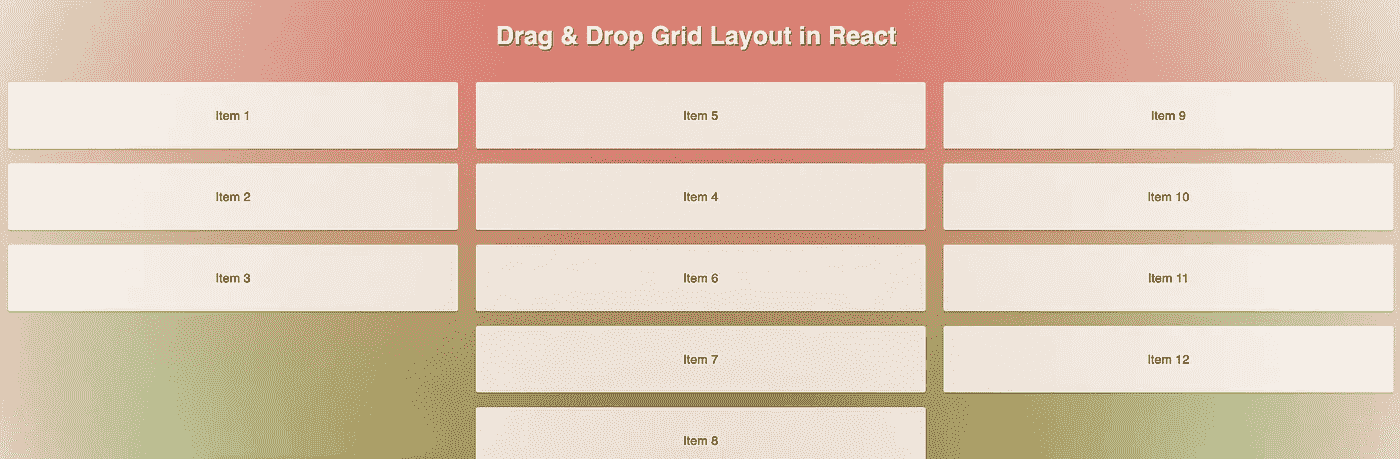 Drag & Drop Grid Layout in React
Item 1
Item 2
Item 3
Item 5
Item 4
Item 6
Item 7
Item 8
Item 9
Item 10
Item 11
Item 12